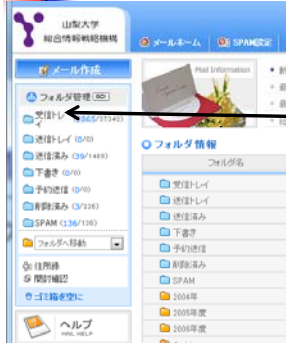 山梨大学
総合情報戦略機構
メールホーム
SPAM設定
メール作成
Mail Information
フォルダ管理
受信トレイ
送信トレイ (0/0)
送信済み (39/1488)
下書き (0/0)
予約送信 (0/0)
削除済み (3/236)
SPAM (136/136)
フォルダへ移動
住所録
開封確認
ゴミ箱を空に
ヘルプ
MAIL HELP
フォルダ情報
フォルダ名
受信トレイ
送信トレイ
送信済み
下書き
予約送信
削除済み
SPAM
2004年
2005年度
2006年度